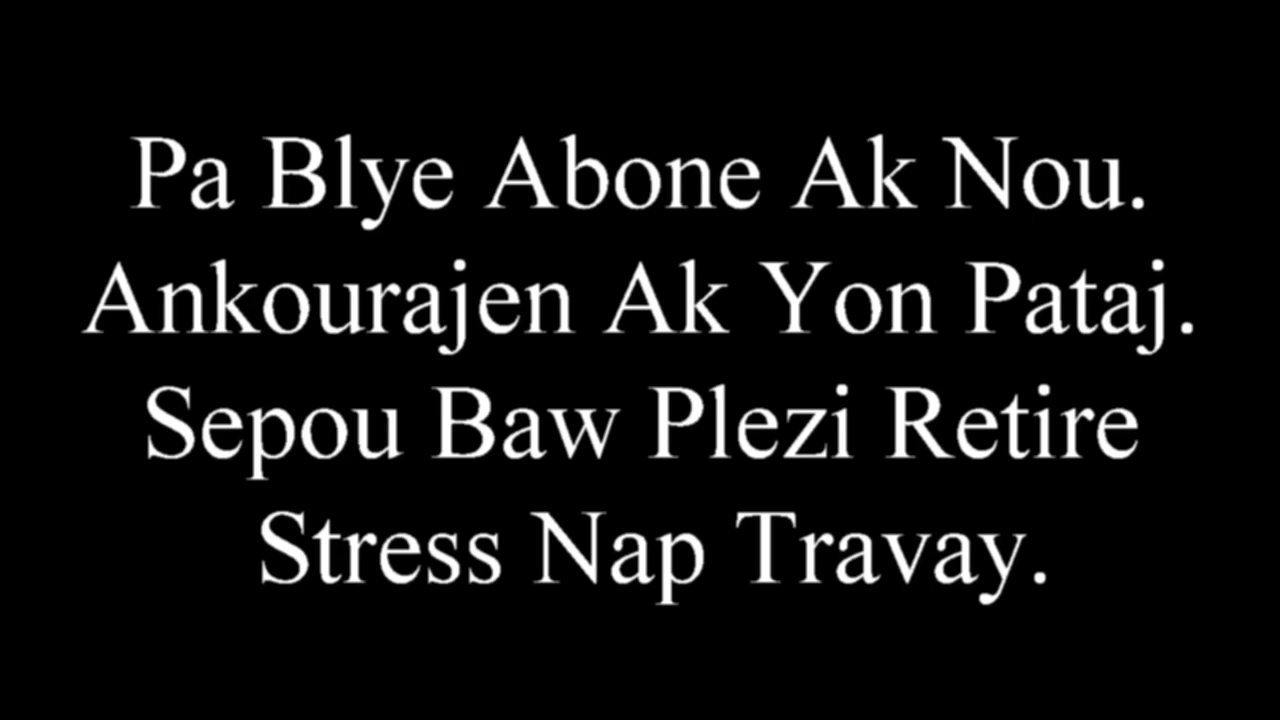 Pa Blye Abone Ak Nou.
Ankourajen Ak Yon Pataj.
Sepou Baw Plezi Retire
Stress Nap Travay.